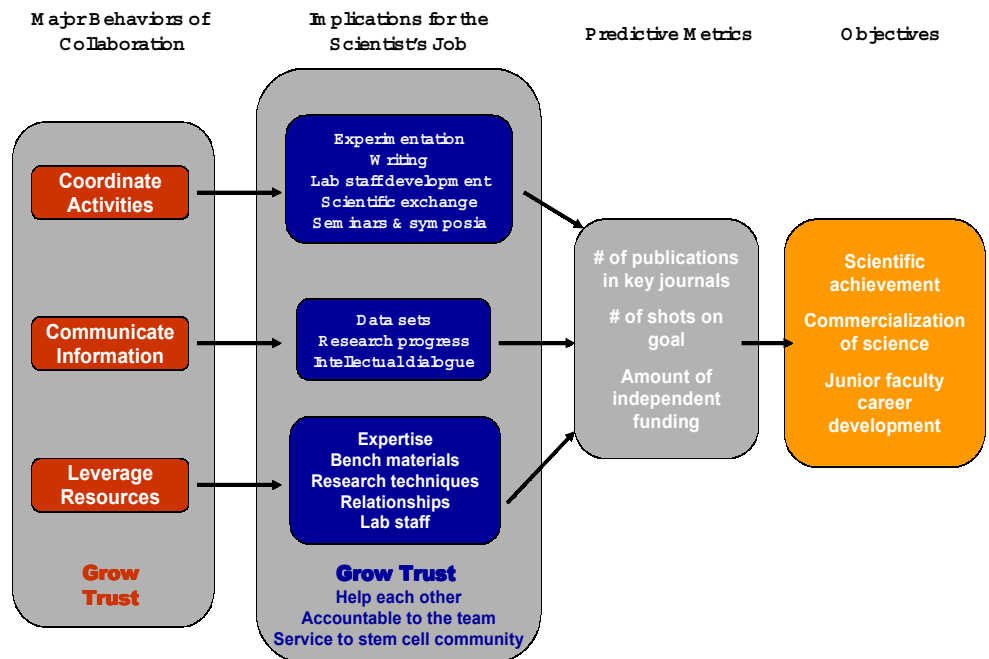 Major Behaviors of
Collaboration
Implications for the
Scientist's Job
Predictive Metrics
Objectives
Coordinate
Activities
Communicate
Information
Leverage
Resources
Grow
Trust
Experimentation
Writing
Lab staff development
Scientific exchange
Seminars & symposia
Data sets
Research progress
Intellectual dialogue
Expertise
Bench materials
Research techniques
Relationships
Lab staff
Grow Trust
Help each other
Accountable to the team
Service to stem cell community
# of publications
in key journals
# of shots on
goal
Amount of
independent
funding
Scientific
achievement
Commercialization
of science
Junior faculty
career
development